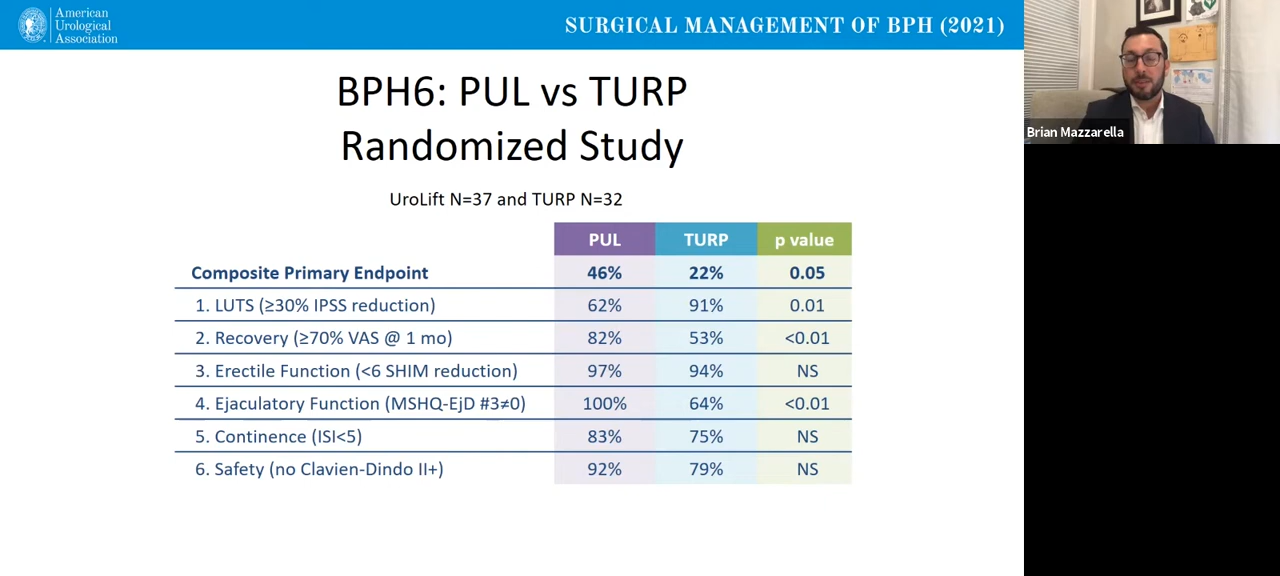 American
Urological
Association
SURGICAL MANAGEMENT OF BPH (2021)
Brian Mazzarella
BPH6: PUL vs TURP
Randomized Study
UroLift N=37 and TURP N=32
PUL TURP p value
Composite Primary Endpoint 46% 22% 0.05
1. LUTS (≥30% IPSS reduction) 62% 91% 0.01
2. Recovery (≥70% VAS @ 1 mo) 82% 53% <0.01
3. Erectile Function (<6 SHIM reduction) 97% 94% NS
4. Ejaculatory Function (MSHQ-EjD #3≠0) 100% 64% <0.01
5. Continence (ISI<5) 83% 75% NS
6. Safety (no Clavien-Dindo II+) 92% 79% NS